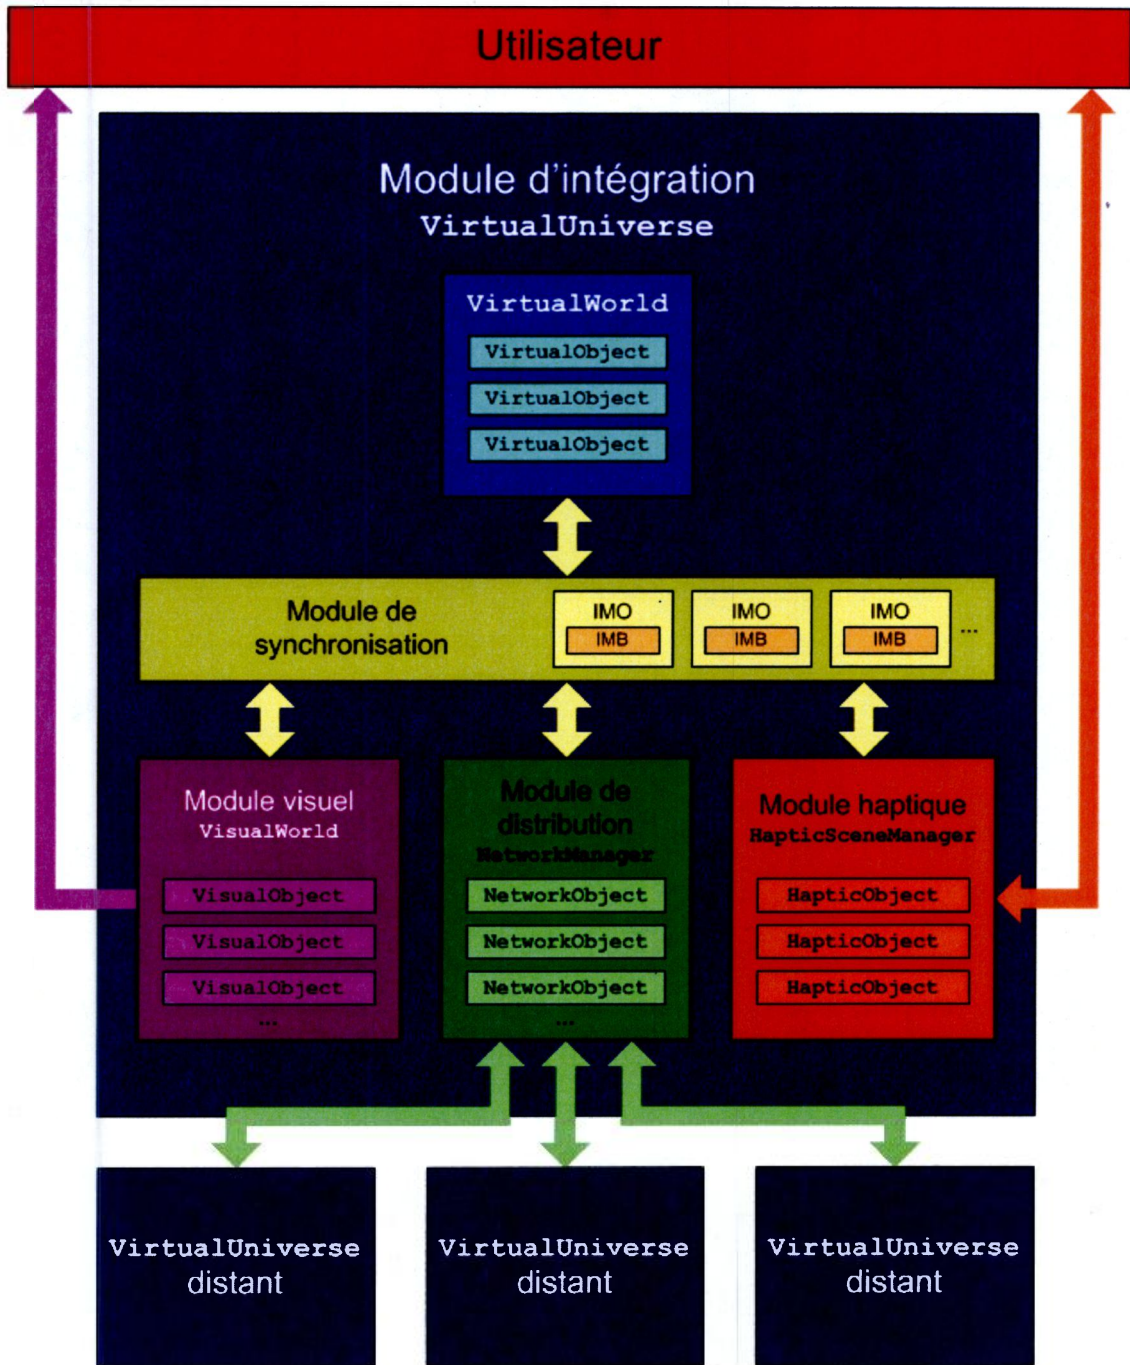 Utilisateur
Module d'intégration
VirtualUniverse
VirtualWorld
VirtualObject
VirtualObject
VirtualObject
Module de
synchronisation
IMO
IMB
IMO
IMB
IMO
IMB
...
Module visuel
VisualWorld
VisualObject
VisualObject
VisualObject
...
Module de
distribution
NetworkManager
NetworkObject
NetworkObject
NetworkObject
...
Module haptique
HapticSceneManager
HapticObject
HapticObject
HapticObject
VirtualUniverse
distant
VirtualUniverse
distant
VirtualUniverse
distant